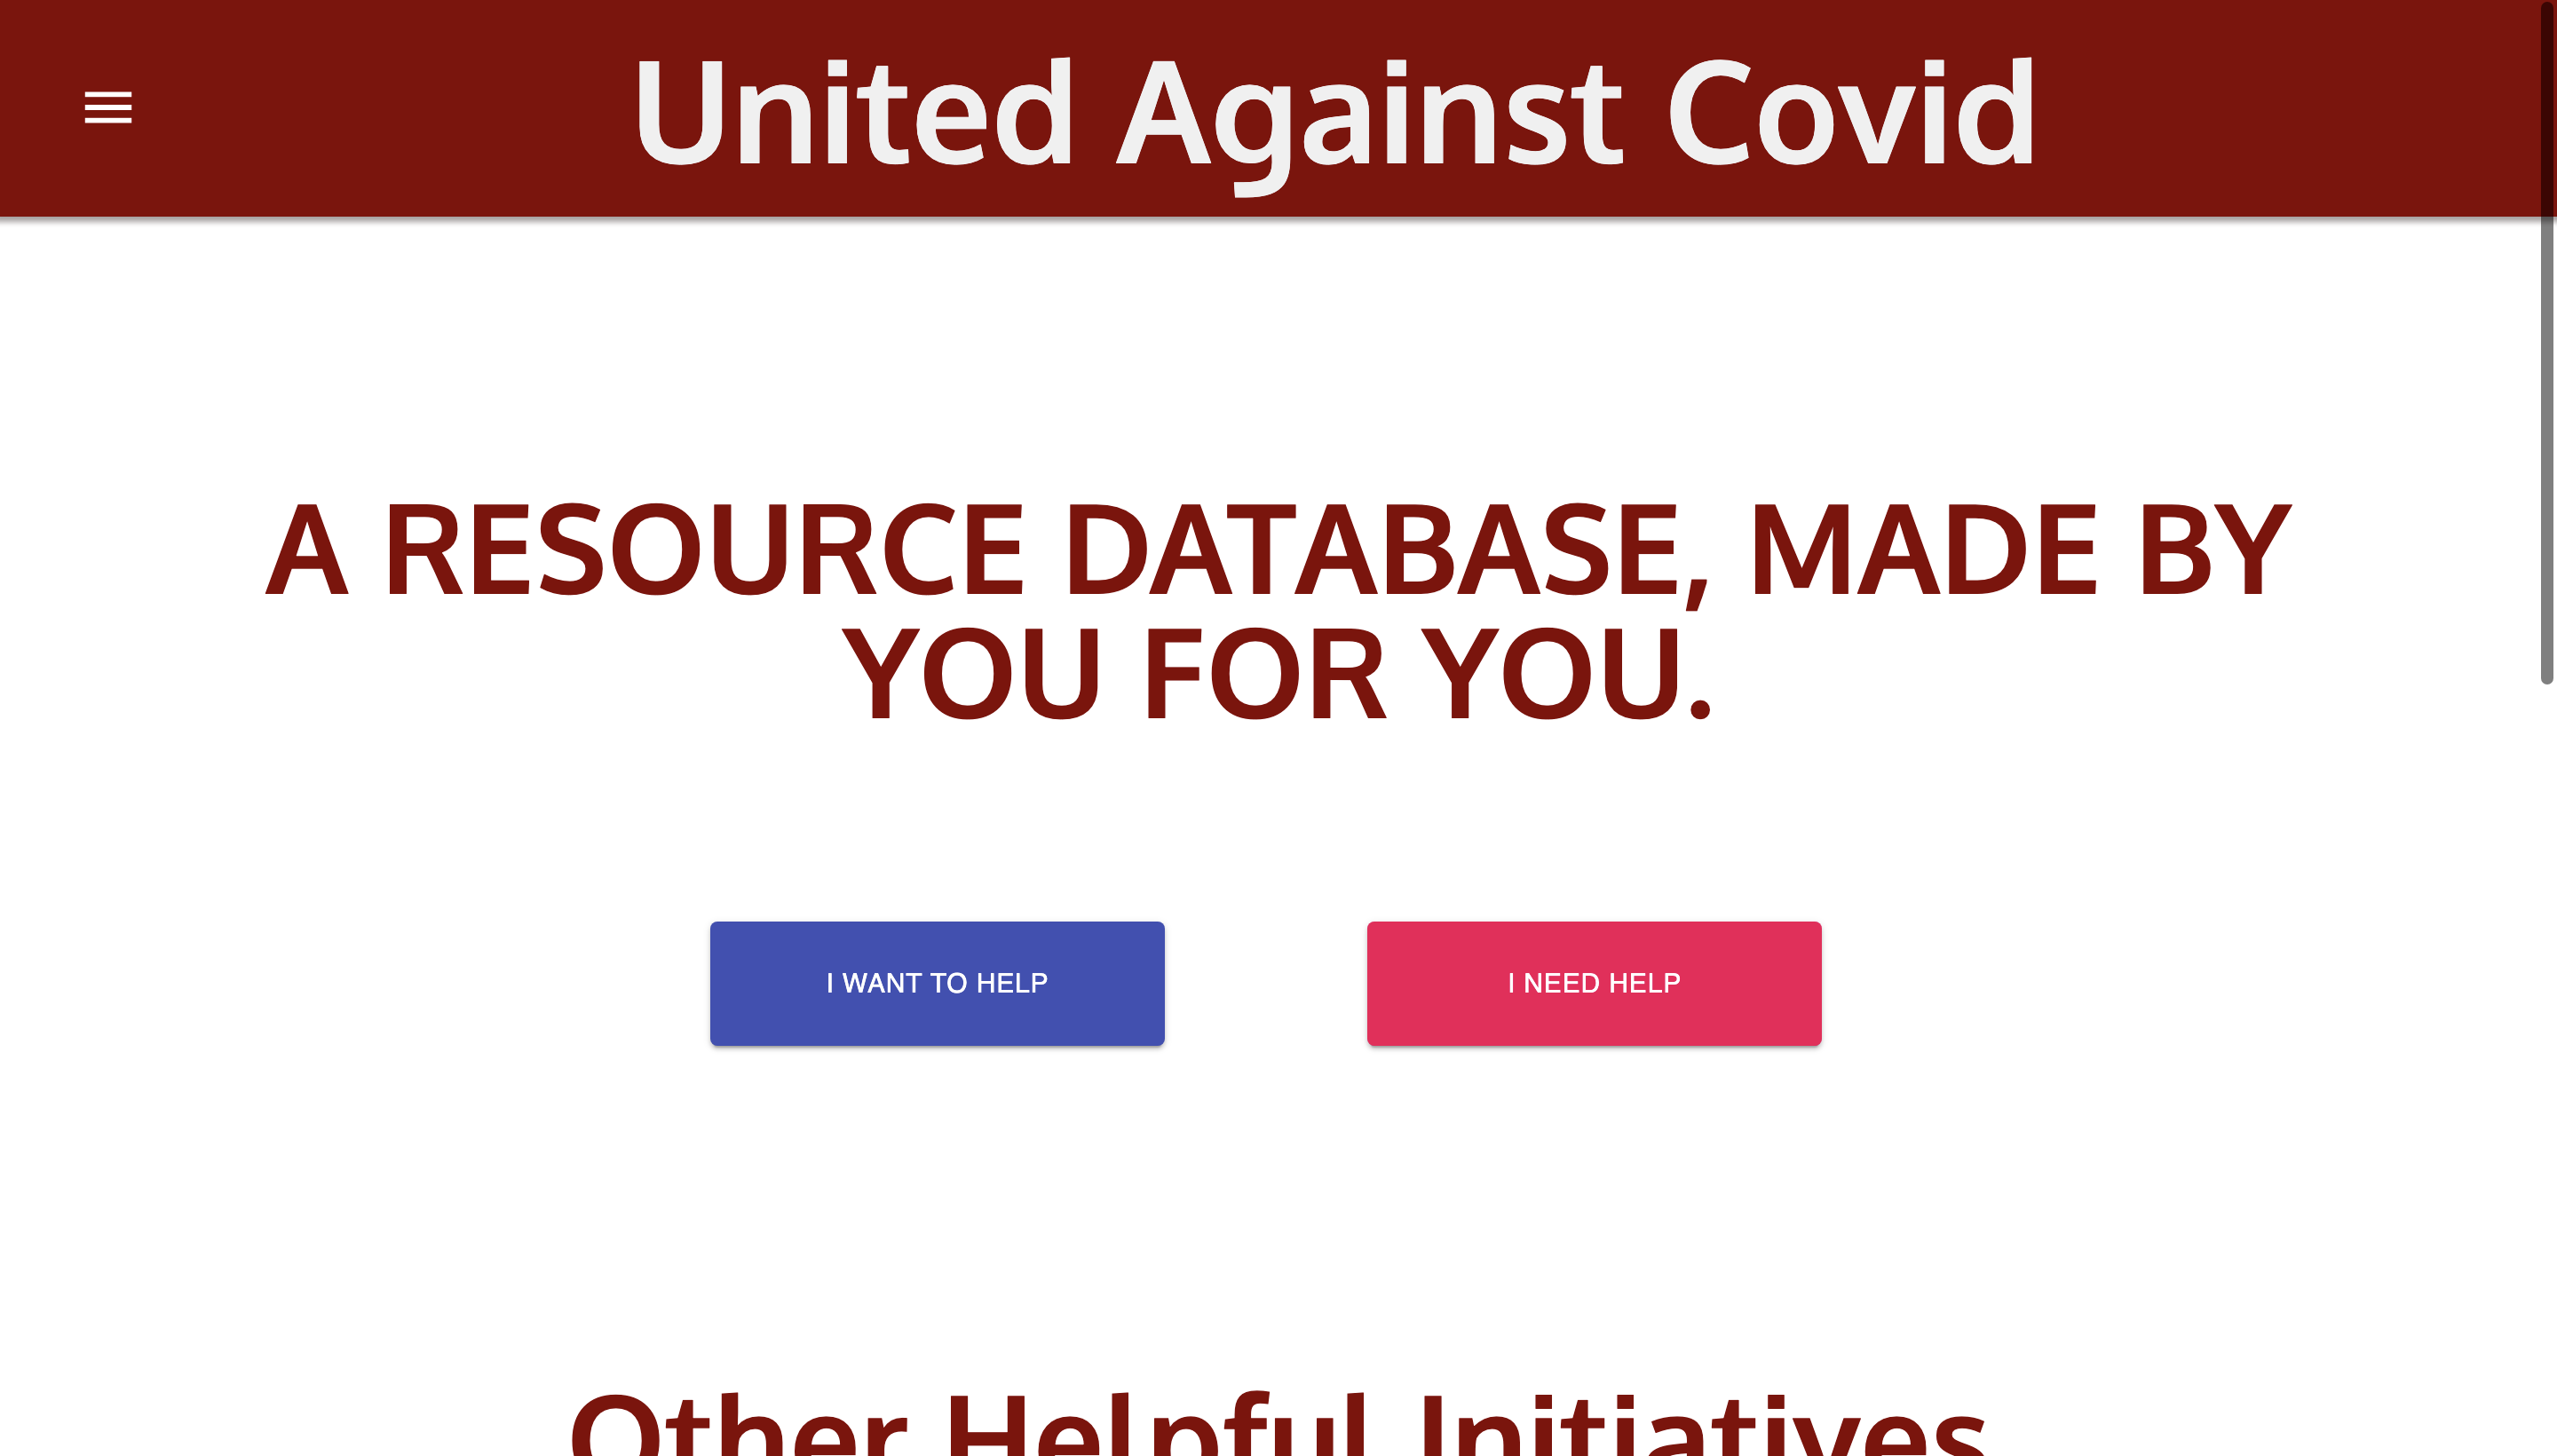 United Against Covid
A RESOURCE DATABASE, MADE BY
YOU FOR YOU.
I WANT TO HELP
I NEED HELP
Other Helpful Initiatives